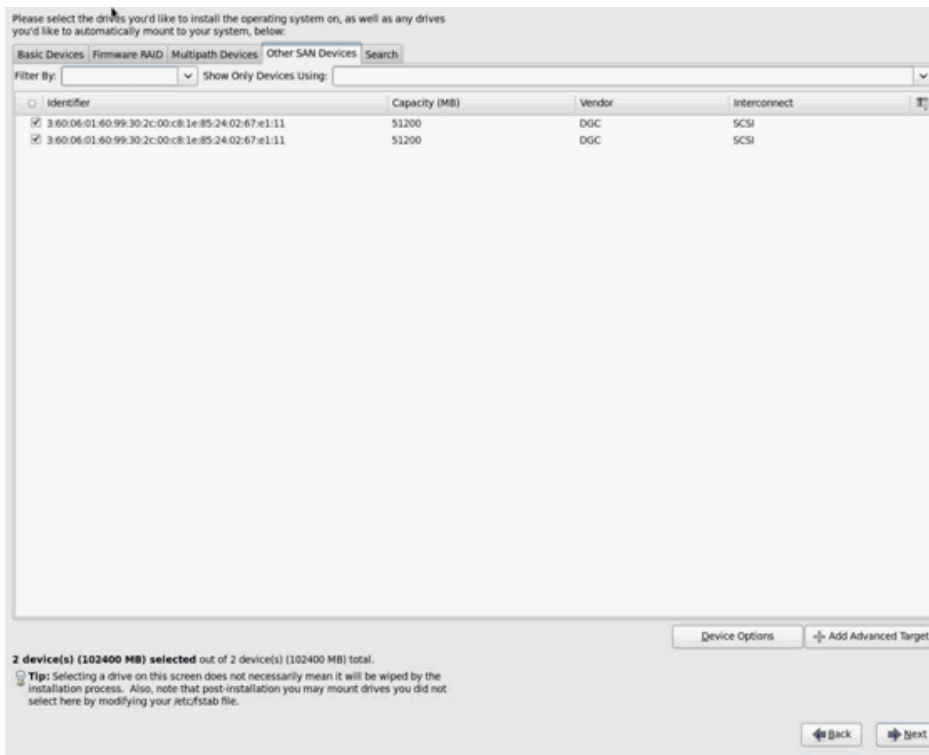 Please select the drives you'd like to install the operating system on, as well as any drives
you'd like to automatically mount to your system, below:
Basic Devices Firmware RAID Multipath Devices Other SAN Devices Search
Filter By: Show Only Devices Using:
Identifier Capacity (MB) Vendor Interconnect
3:60:06:01:60:99:30:2c:00:c8:1e:85:24:02:67:e1:11 51200 DGC SCSI
3:60:06:01:60:99:30:2c:00:c8:1e:85:24:02:67:e1:11 51200 DGC SCSI
Device Options Add Advanced Target
2 device(s) (102400 MB) selected out of 2 device(s) (102400 MB) total.
Tip: Selecting a drive on this screen does not necessarily mean it will be wiped by the
installation process. Also, note that post-installation you may mount drives you did not
select here by modifying your /etc/fstab file.
Back Next